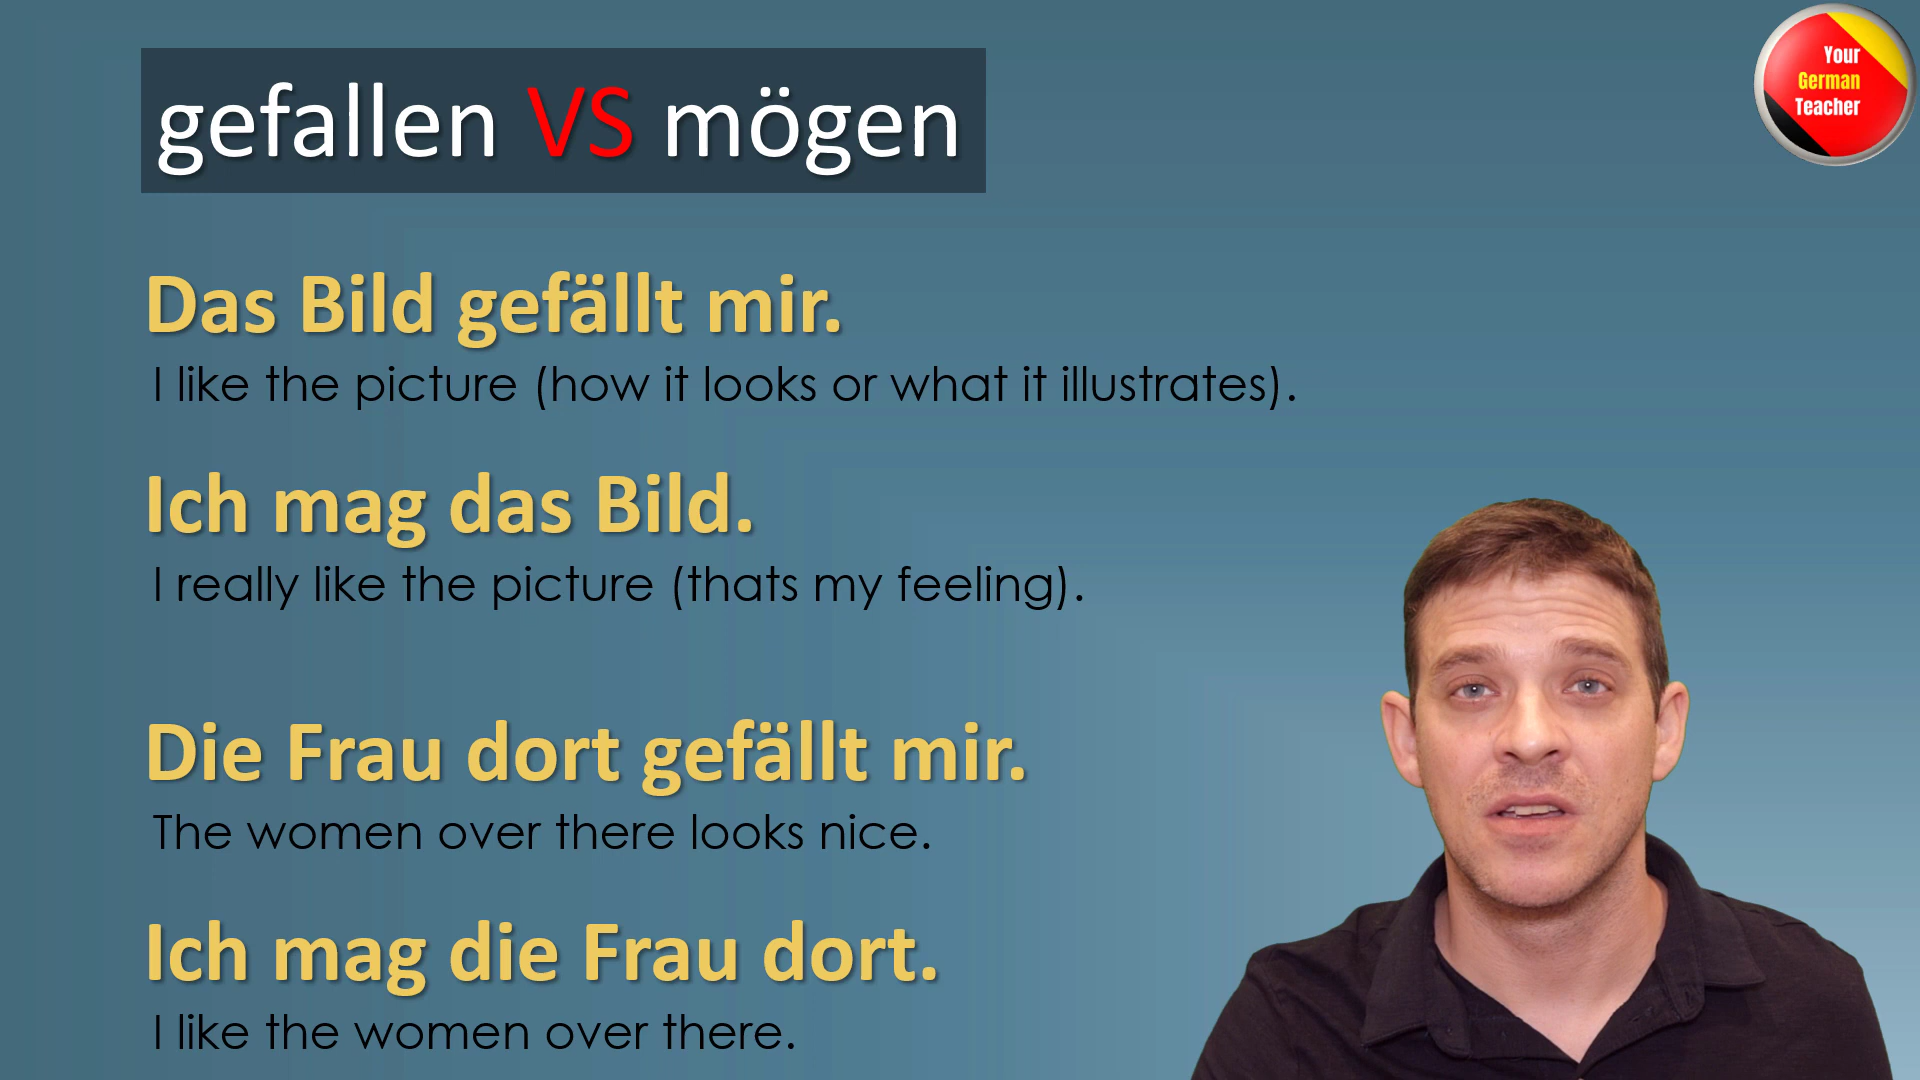 gefallen VS mögen
Your
German
Teacher
Das Bild gefällt mir.
I like the picture (how it looks or what it illustrates).
Ich mag das Bild.
I really like the picture (thats my feeling).
Die Frau dort gefällt mir.
The women over there looks nice.
Ich mag die Frau dort.
I like the women over there.